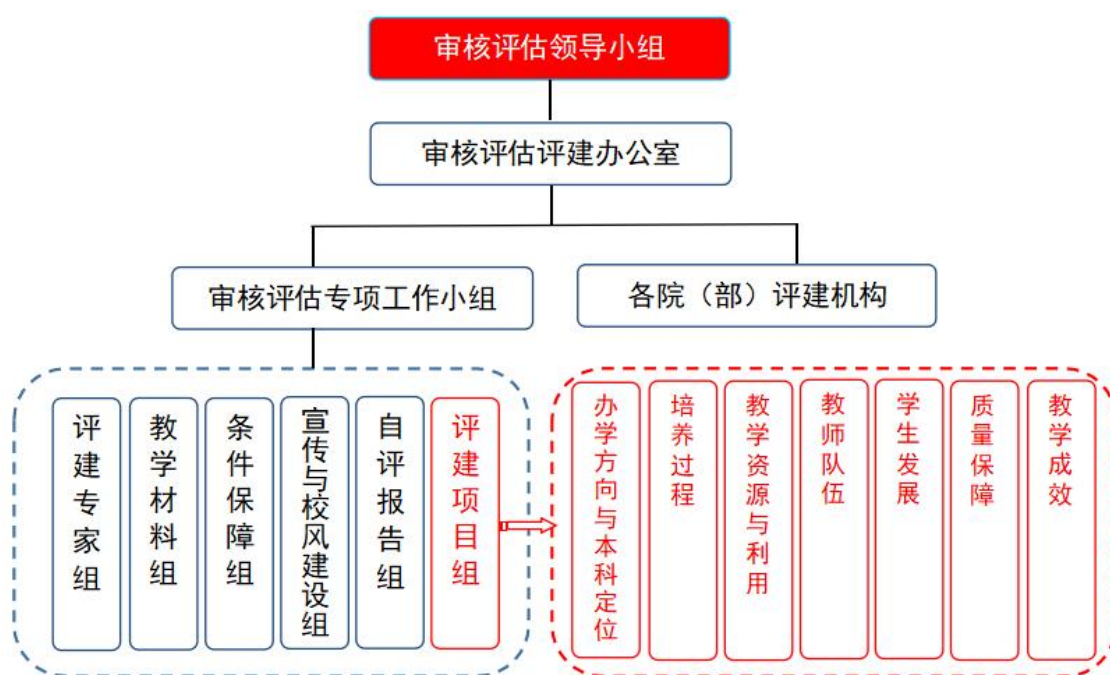 审核评估领导小组
审核评估评建办公室
审核评估专项工作小组
各院（部）评建机构
评建专家组
教学材料组
条件保障组
宣传与校风建设组
自评报告组
评建项目组
办学方向与本科定位
培养过程
教学资源与利用
教师队伍
学生发展
质量保障
教学成效